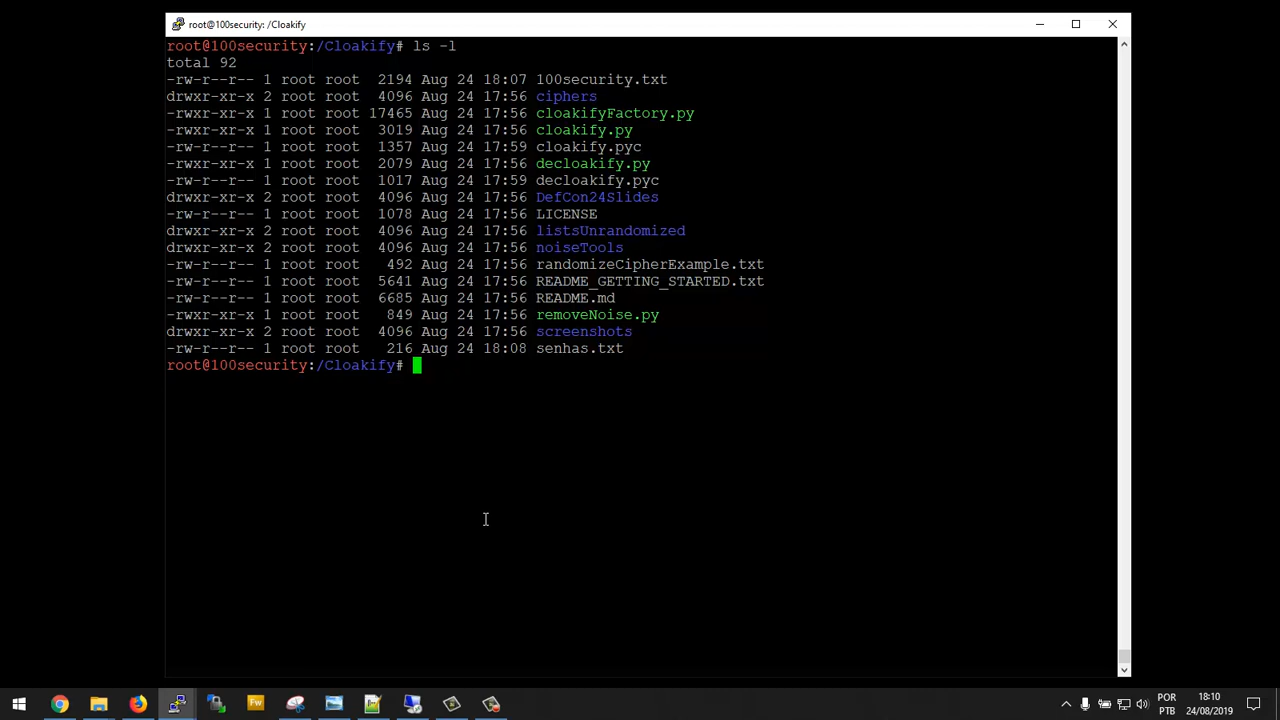 root@100security: /Cloakify
root@100security:/Cloakify# ls -l
total 92
-rw-r--r-- 1 root root  2194 Aug 24 18:07 100security.txt
drwxr-xr-x 2 root root  4096 Aug 24 17:56 ciphers
-rwxr-xr-x 1 root root 17465 Aug 24 17:56 cloakifyFactory.py
-rwxr-xr-x 1 root root  3019 Aug 24 17:56 cloakify.py
-rw-r--r-- 1 root root  1357 Aug 24 17:59 cloakify.pyc
-rwxr-xr-x 1 root root  2079 Aug 24 17:56 decloakify.py
-rw-r--r-- 1 root root  1017 Aug 24 17:59 decloakify.pyc
drwxr-xr-x 2 root root  4096 Aug 24 17:56 DefCon24Slides
-rw-r--r-- 1 root root  1078 Aug 24 17:56 LICENSE
drwxr-xr-x 2 root root  4096 Aug 24 17:56 listsUnrandomized
drwxr-xr-x 2 root root  4096 Aug 24 17:56 noiseTools
-rw-r--r-- 1 root root   492 Aug 24 17:56 randomizeCipherExample.txt
-rw-r--r-- 1 root root  5641 Aug 24 17:56 README_GETTING_STARTED.txt
-rw-r--r-- 1 root root  6685 Aug 24 17:56 README.md
-rwxr-xr-x 1 root root   849 Aug 24 17:56 removeNoise.py
drwxr-xr-x 2 root root  4096 Aug 24 17:56 screenshots
-rw-r--r-- 1 root root   216 Aug 24 18:08 senhas.txt
root@100security:/Cloakify#
Fw
POR
PTB
18:10
24/08/2019